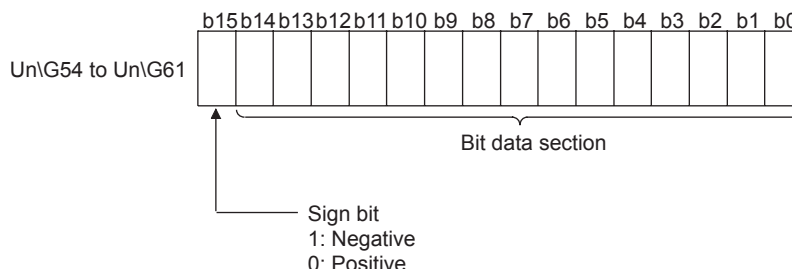 b15 b14 b13 b12 b11 b10 b9 b8 b7 b6 b5 b4 b3 b2 b1 b0
Un\G54 to Un\G61
Bit data section
Sign bit
1: Negative
0: Positive